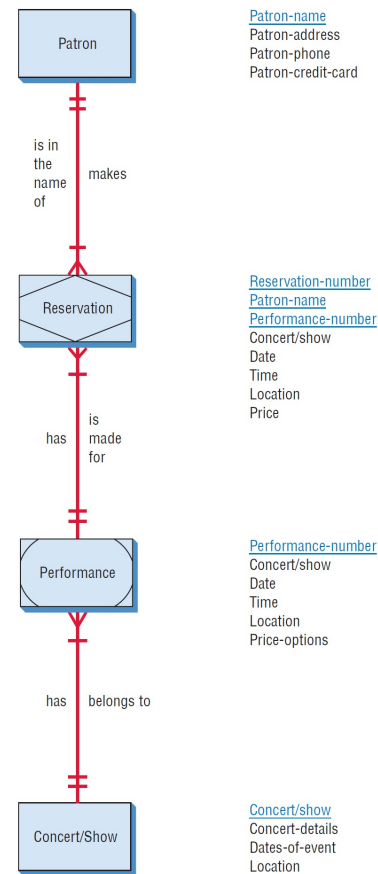 Patron
Patron-name
Patron-address
Patron-phone
Patron-credit-card
is in
the
name
of
makes
Reservation
Reservation-number
Patron-name
Performance-number
Concert/show
Date
Time
Location
Price
has
is
made
for
Performance
Performance-number
Concert/show
Date
Time
Location
Price-options
has
belongs to
Concert/Show
Concert/show
Concert-details
Dates-of-event
Location